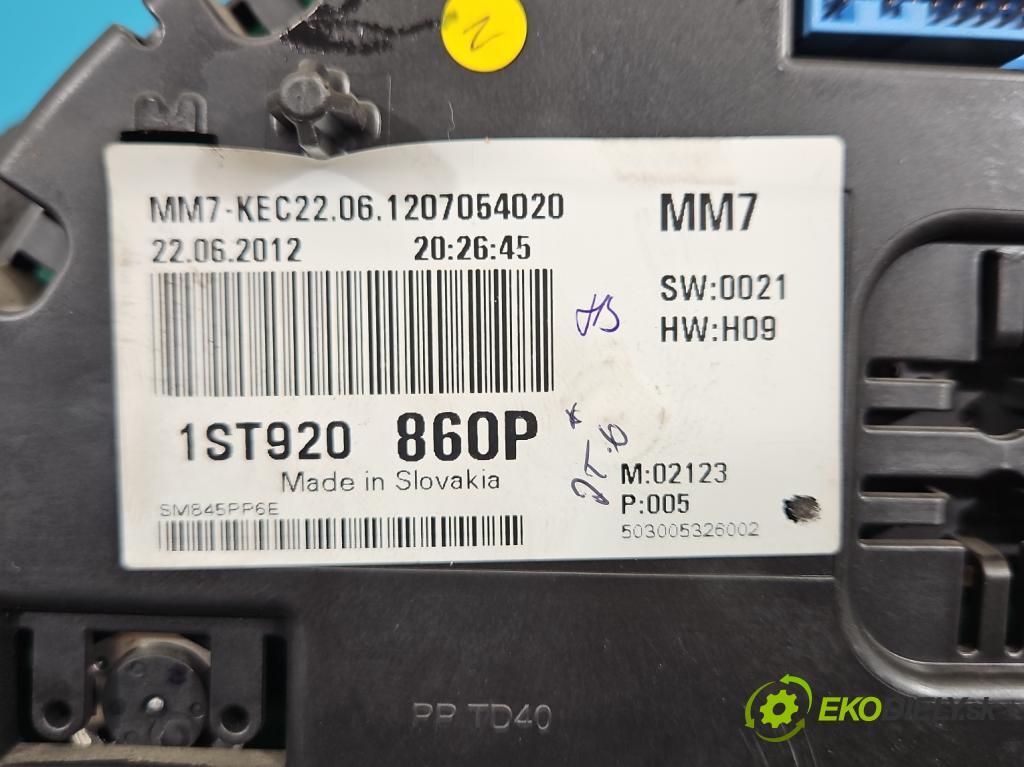 MM7-KEC22.06.1207054020
MM7
22.06.2012 20:26:45
SW:0021
HW:H09
1ST920 860P
Made in Slovakia
SM845PP6E
M:02123
P:005
503005326002
PP TD40
EKODIELY.sk